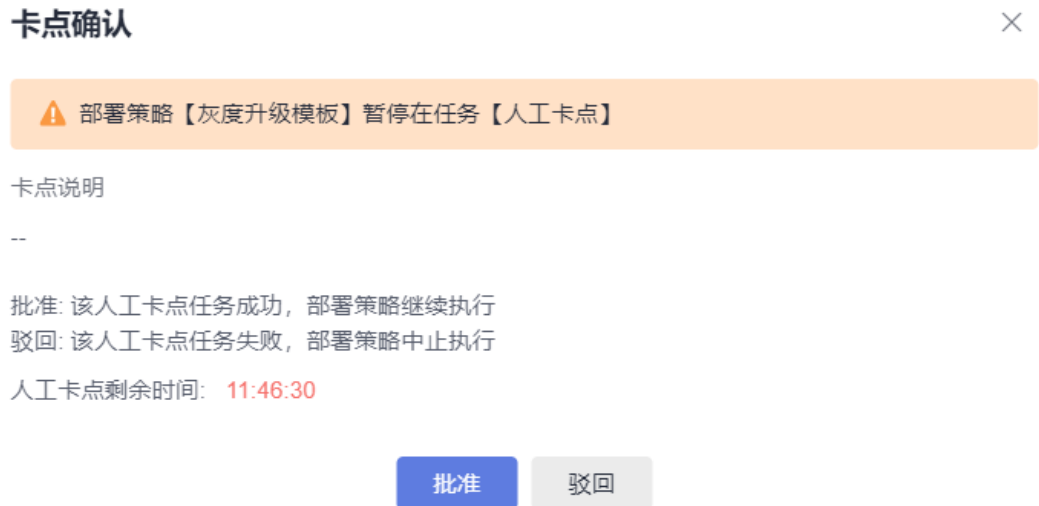 卡点确认
部署策略【灰度升级模板】暂停在任务【人工卡点】
卡点说明
--
批准: 该人工卡点任务成功，部署策略继续执行
驳回: 该人工卡点任务失败，部署策略中止执行
人工卡点剩余时间: 11:46:30
批准 驳回